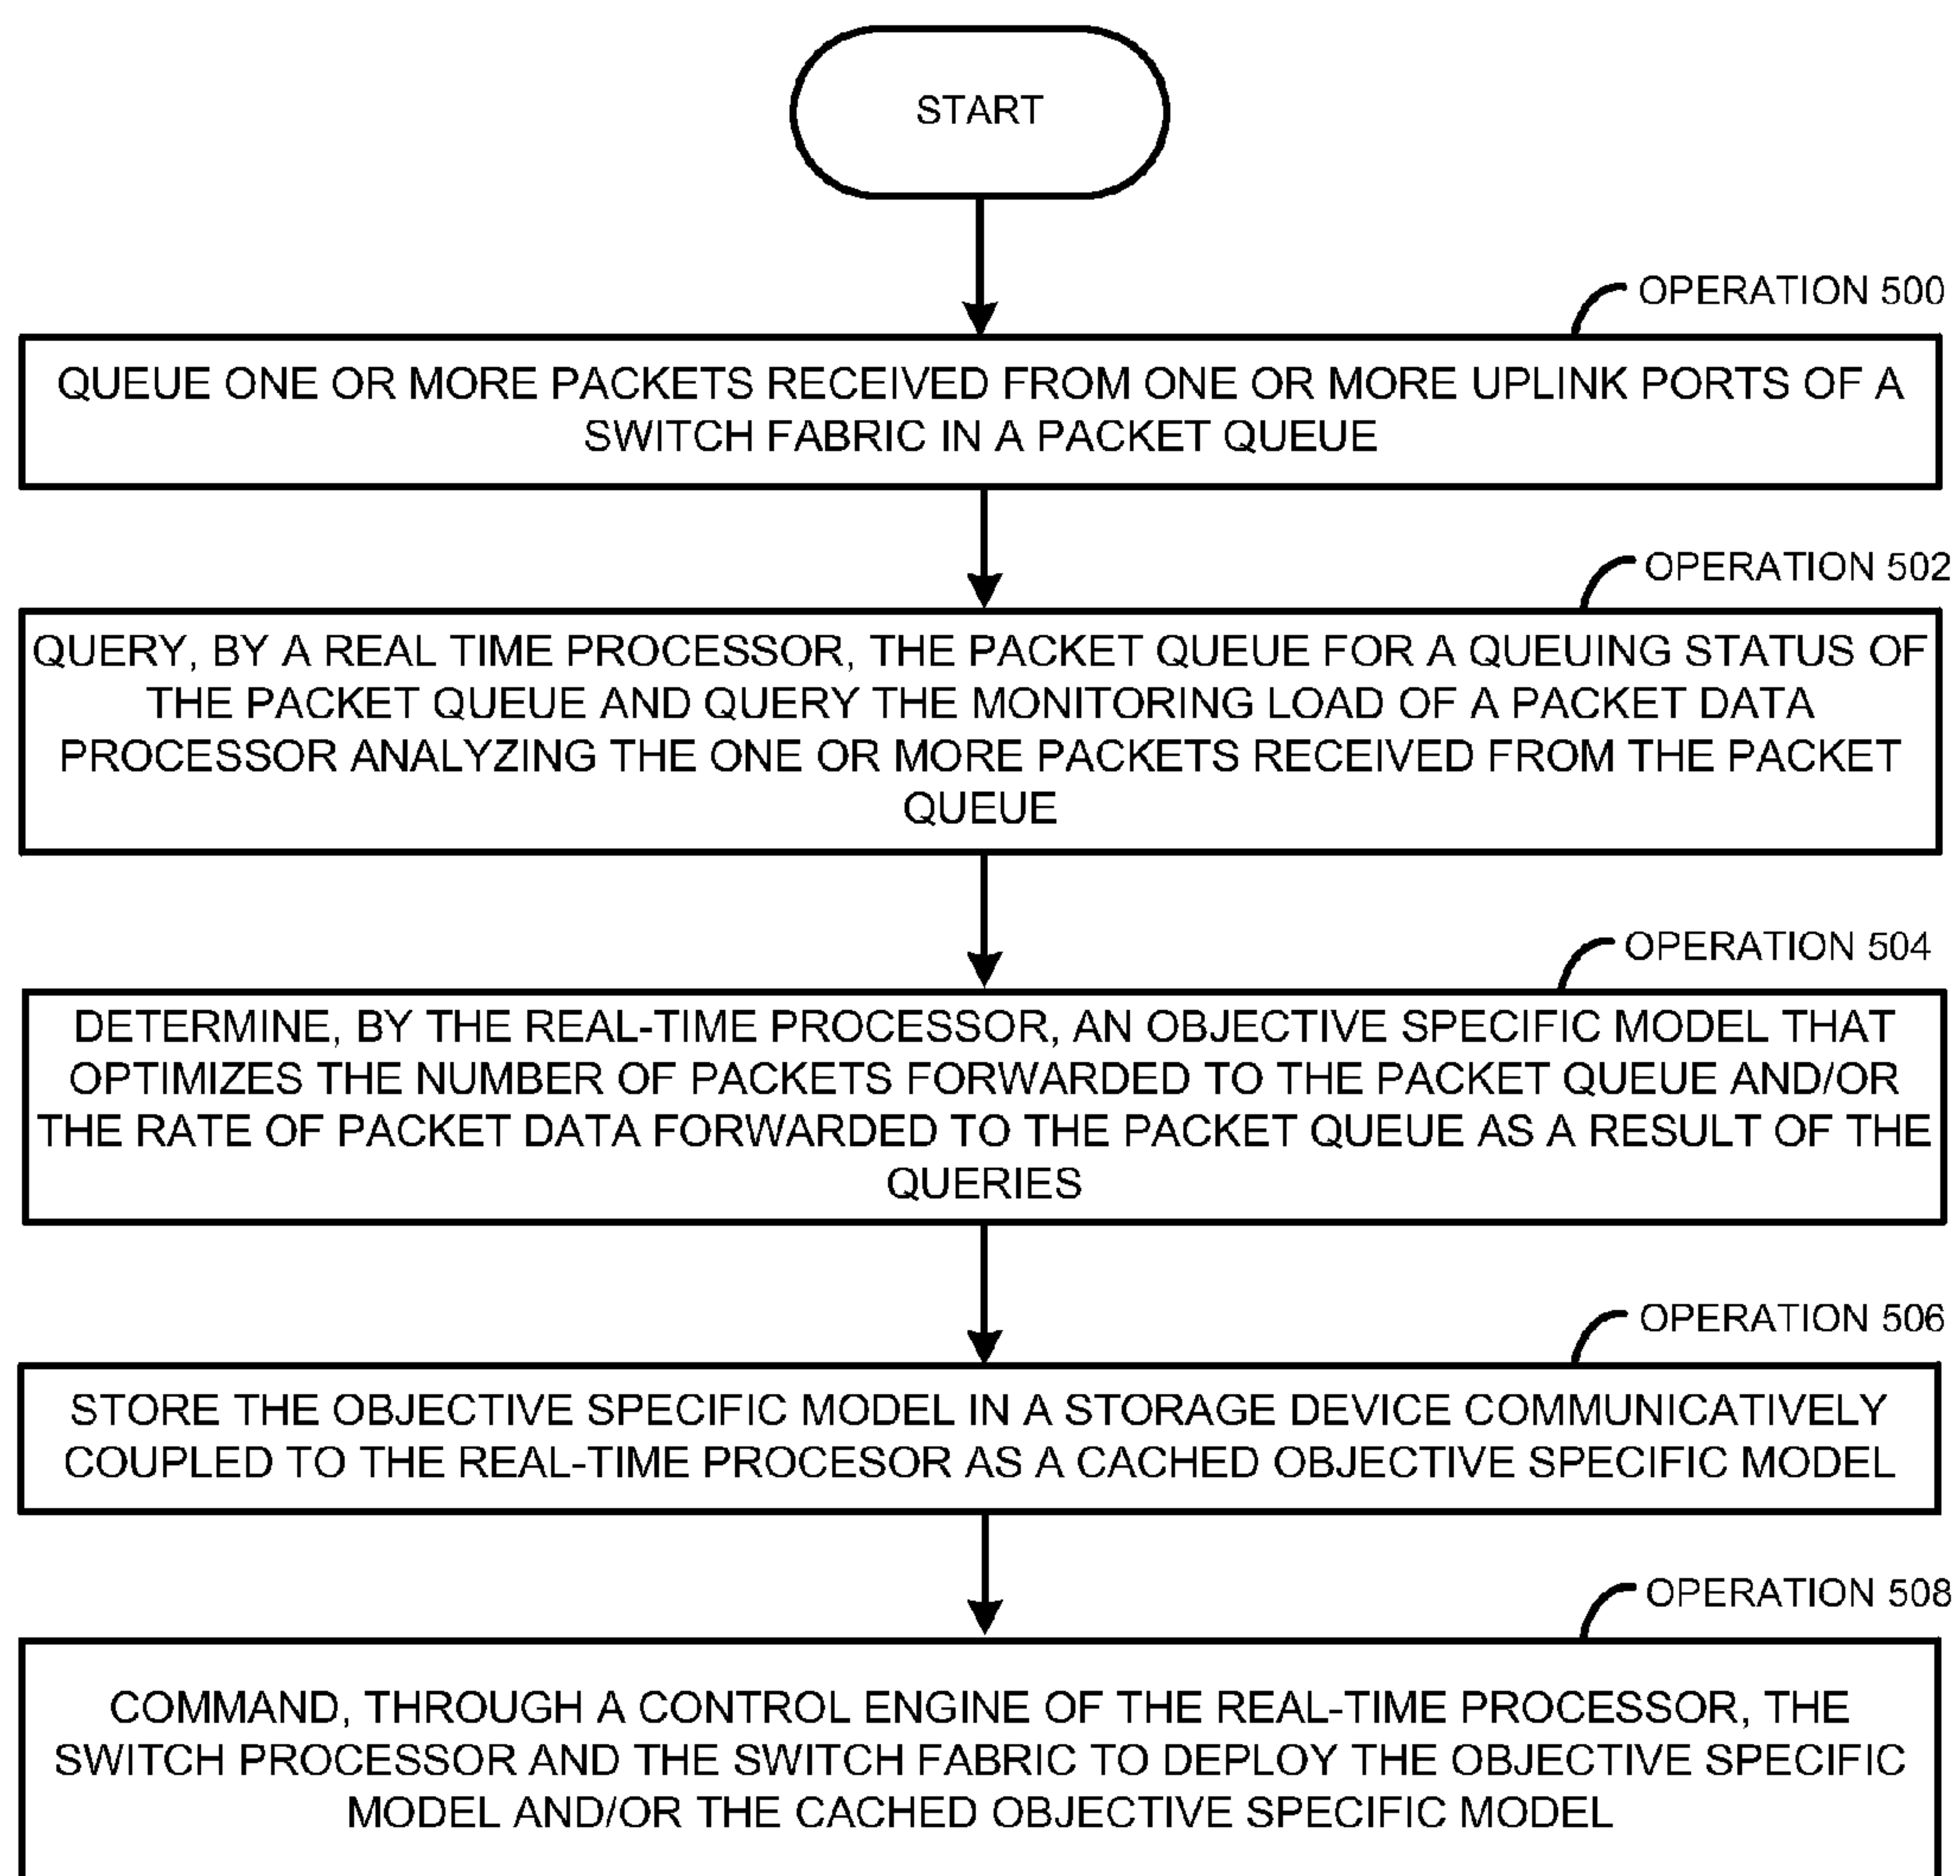 START
OPERATION 500
QUEUE ONE OR MORE PACKETS RECEIVED FROM ONE OR MORE UPLINK PORTS OF A
SWITCH FABRIC IN A PACKET QUEUE
OPERATION 502
QUERY, BY A REAL TIME PROCESSOR, THE PACKET QUEUE FOR A QUEUING STATUS OF
THE PACKET QUEUE AND QUERY THE MONITORING LOAD OF A PACKET DATA
PROCESSOR ANALYZING THE ONE OR MORE PACKETS RECEIVED FROM THE PACKET
QUEUE
OPERATION 504
DETERMINE, BY THE REAL-TIME PROCESSOR, AN OBJECTIVE SPECIFIC MODEL THAT
OPTIMIZES THE NUMBER OF PACKETS FORWARDED TO THE PACKET QUEUE AND/OR
THE RATE OF PACKET DATA FORWARDED TO THE PACKET QUEUE AS A RESULT OF THE
QUERIES
OPERATION 506
STORE THE OBJECTIVE SPECIFIC MODEL IN A STORAGE DEVICE COMMUNICATIVELY
COUPLED TO THE REAL-TIME PROCESOR AS A CACHED OBJECTIVE SPECIFIC MODEL
OPERATION 508
COMMAND, THROUGH A CONTROL ENGINE OF THE REAL-TIME PROCESSOR, THE
SWITCH PROCESSOR AND THE SWITCH FABRIC TO DEPLOY THE OBJECTIVE SPECIFIC
MODEL AND/OR THE CACHED OBJECTIVE SPECIFIC MODEL